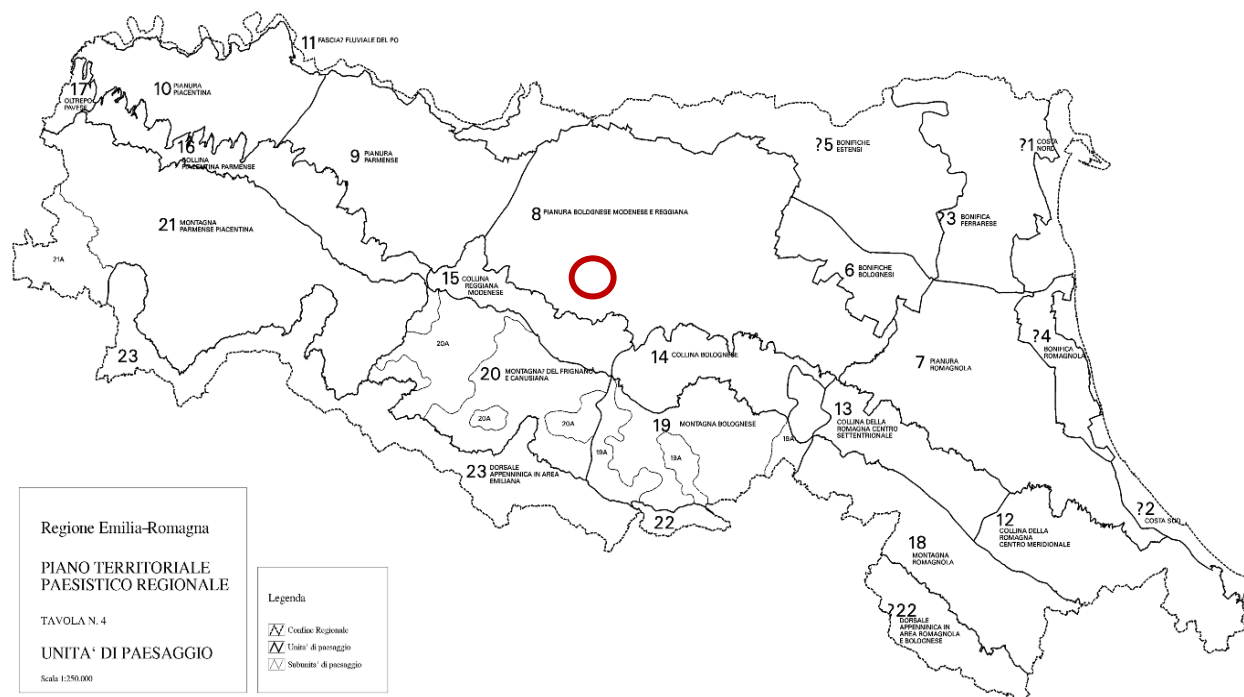 11 FASCIA? FLUVIALE DEL PO
17
OLTREPO
PAVESE
10 PIANURA
PIACENTINA
16
COLLINA
PIACENTINA PARMENSE
9 PIANURA
PARMENSE
?5 BONIFICHE
ESTENSI
?1 COSTA
NORD
21 MONTAGNA
PARMENSE PIACENTINA
8 PIANURA BOLOGNESE MODENESE E REGGIANA
?3 BONIFICA
FERRARESE
21A
15 COLLINA
REGGIANA
MODENESE
6 BONIFICHE
BOLOGNESI
23
20A
14 COLLINA BOLOGNESE
?4
BONIFICA
ROMAGNOLA
7 PIANURA
ROMAGNOLA
20 MONTAGNA? DEL FRIGNANO
E CANUSIANA
20A
20A
19 MONTAGNA BOLOGNESE
19A
19A
19A
13
COLLINA DELLA
ROMAGNA CENTRO
SETTENTRIONALE
23 DORSALE
APPENNINICA IN AREA
EMILIANA
22
?2
COSTA SUD
12
COLLINA DELLA
ROMAGNA
CENTRO MERIDIONALE
18
MONTAGNA
ROMAGNOLA
?22
DORSALE
APPENNINICA IN
AREA ROMAGNOLA
E BOLOGNESE
Regione Emilia-Romagna
PIANO TERRITORIALE
PAESISTICO REGIONALE
TAVOLA N. 4
UNITA' DI PAESAGGIO
Scala 1:250.000
Legenda
Confine Regionale
Unita' di paesaggio
Subunita' di paesaggio